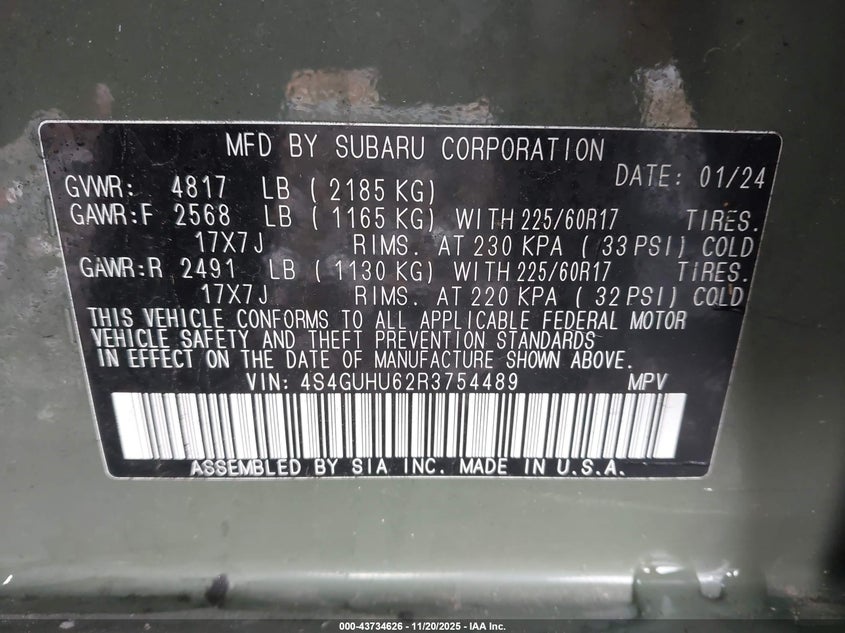 MFD BY SUBARU CORPORATION
DATE: 01/24
GVWR: 4817 LB ( 2185 KG)
GAWR:F 2568 LB ( 1165 KG) WITH 225/60R17 TIRES.
17X7J RIMS. AT 230 KPA ( 33 PSI) COLD
GAWR:R 2491 LB ( 1130 KG) WITH 225/60R17 TIRES.
17X7J RIMS. AT 220 KPA ( 32 PSI) COLD
THIS VEHICLE CONFORMS TO ALL APPLICABLE FEDERAL MOTOR
VEHICLE SAFETY AND THEFT PREVENTION STANDARDS
IN EFFECT ON THE DATE OF MANUFACTURE SHOWN ABOVE.
VIN: 4S4GUHU62R3754489 MPV
ASSEMBLED BY SIA INC. MADE IN U.S.A.
000-43734626 - 11/20/2025 - IAA Inc.